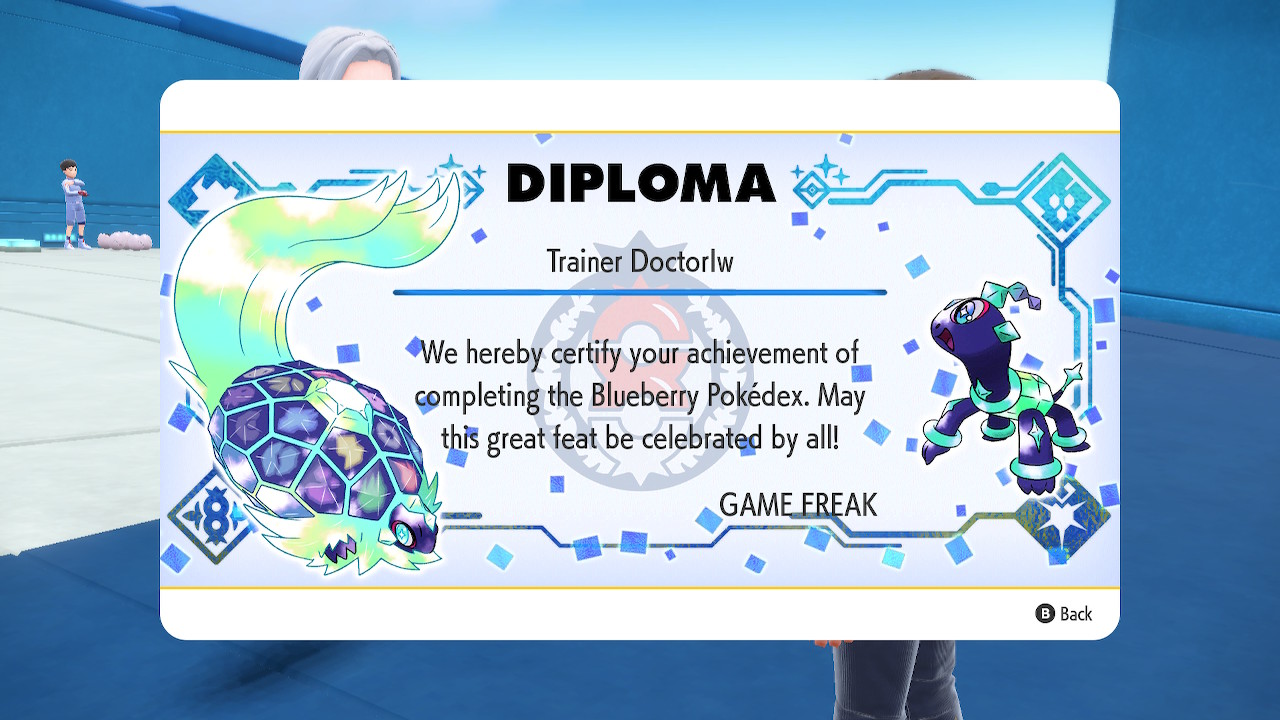 DIPLOMA
Trainer Doctorlw
We hereby certify your achievement of
completing the Blueberry Pokédex. May
this great feat be celebrated by all!
GAME FREAK
B Back